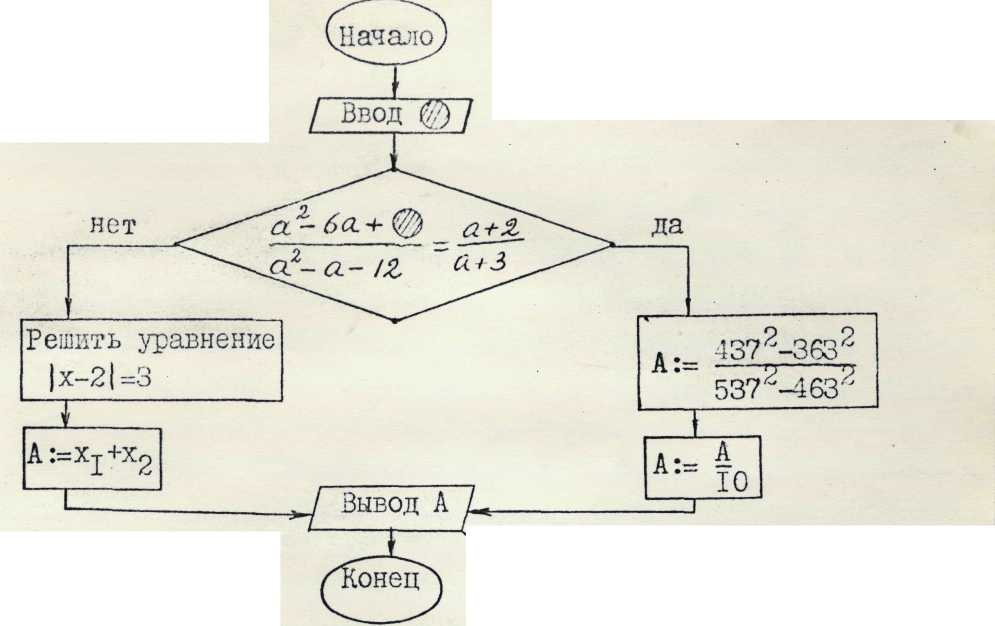 Начало
Ввод
нет
a² - 6a +
a² - a - 12
=
a+2
a+3
да
Решить уравнение
|x-2|=3
A:=
437²-363²
537²-463²
A:=x₁+x₂
A:=
A
IO
Вывод A
Конец